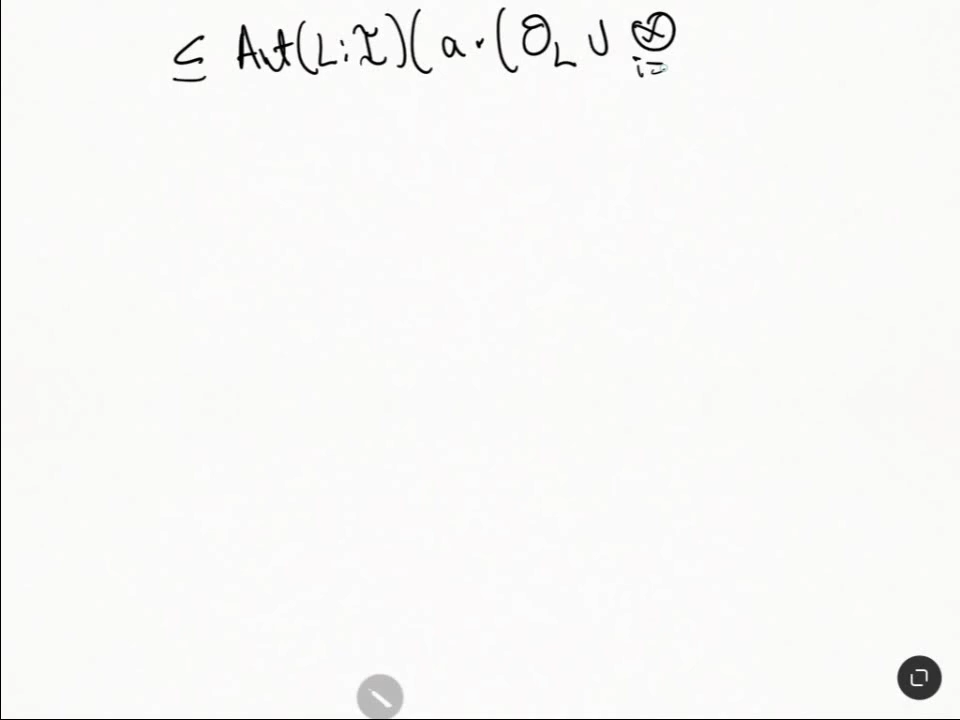 ≤ Aut(L:ℐ)(a·(𝒪_L ∪ ⊗_{i=